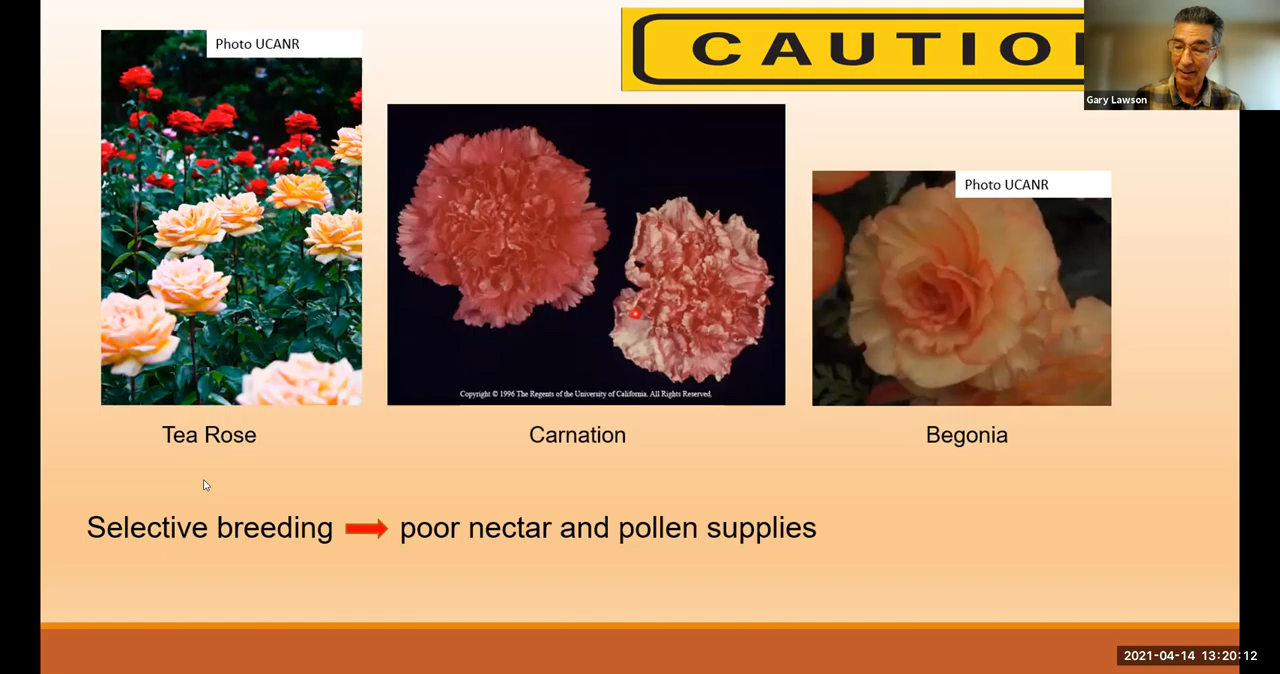 Photo UCANR
CAUTIO
Gary Lawson
Photo UCANR
Copyright © 1996 The Regents of the University of California. All Rights Reserved.
Tea Rose
Carnation
Begonia
Selective breeding poor nectar and pollen supplies
2021-04-14 13:20:12